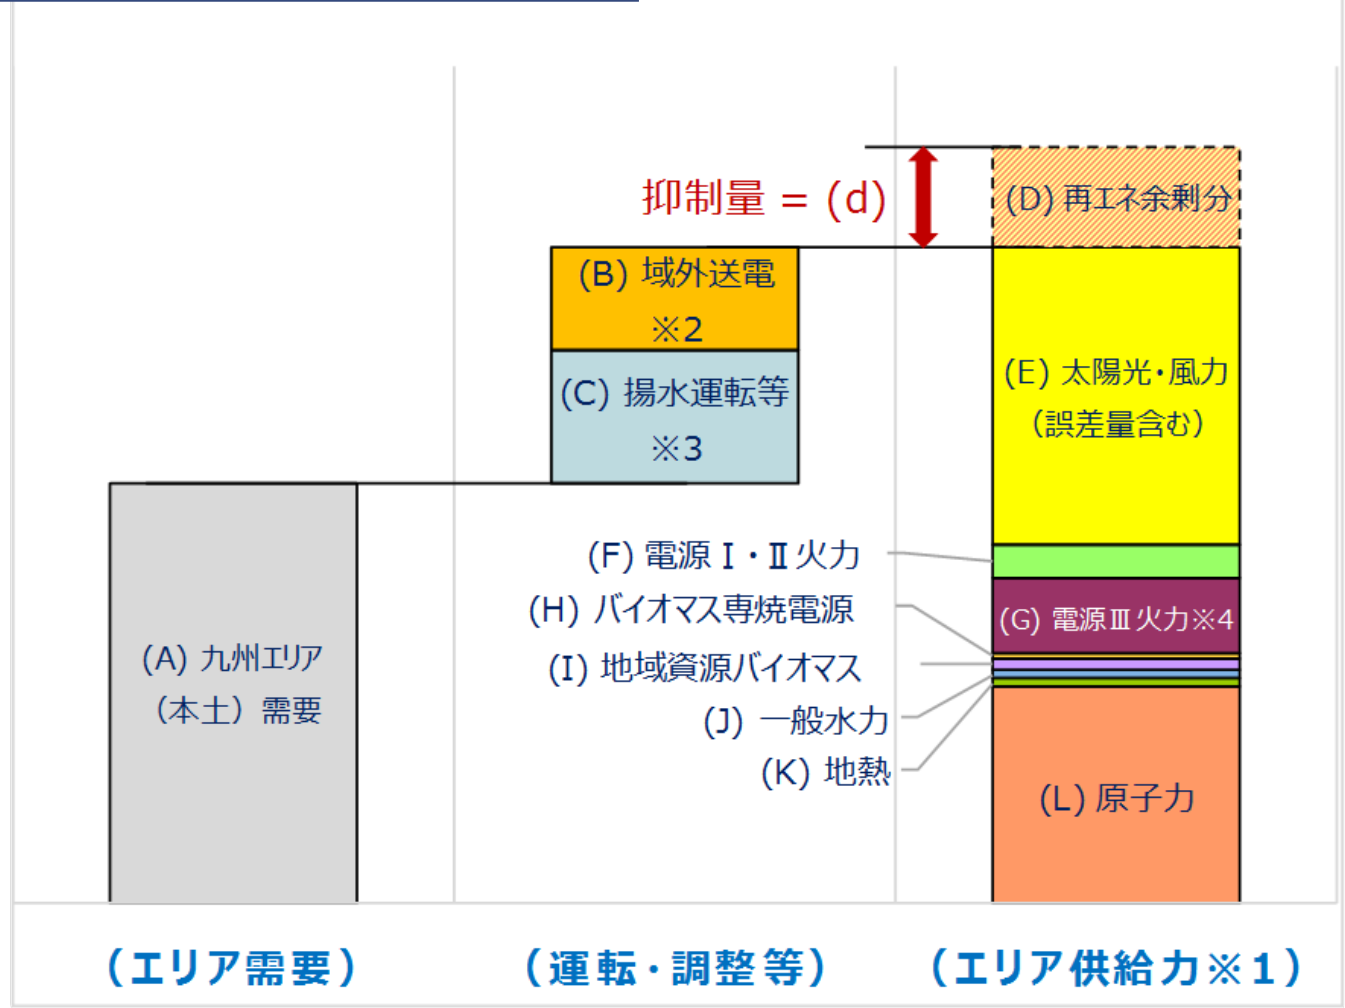 抑制量 = (d)
(D) 再エネ余剰分
(B) 域外送電
※2
(C) 揚水運転等
※3
(E) 太陽光・風力
（誤差量含む）
(F) 電源Ⅰ・Ⅱ火力
(H) バイオマス専焼電源
(G) 電源Ⅲ火力※4
(I) 地域資源バイオマス
(J) 一般水力
(K) 地熱
(A) 九州エリア
（本土）需要
(L) 原子力
（エリア需要）
（運転・調整等）
（エリア供給力※1）